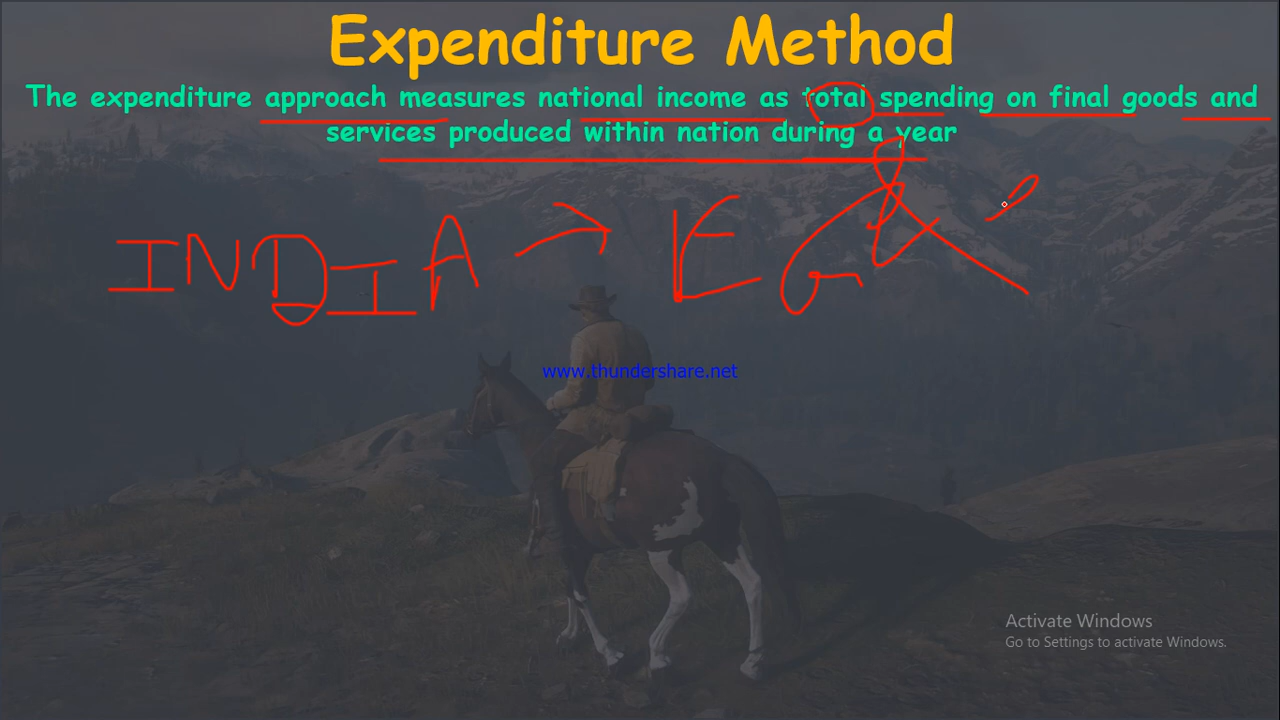 Expenditure Method
The expenditure approach measures national income as total spending on final goods and
services produced within nation during a year
INDIA →
www.thundershare.net
Activate Windows
Go to Settings to activate Windows.